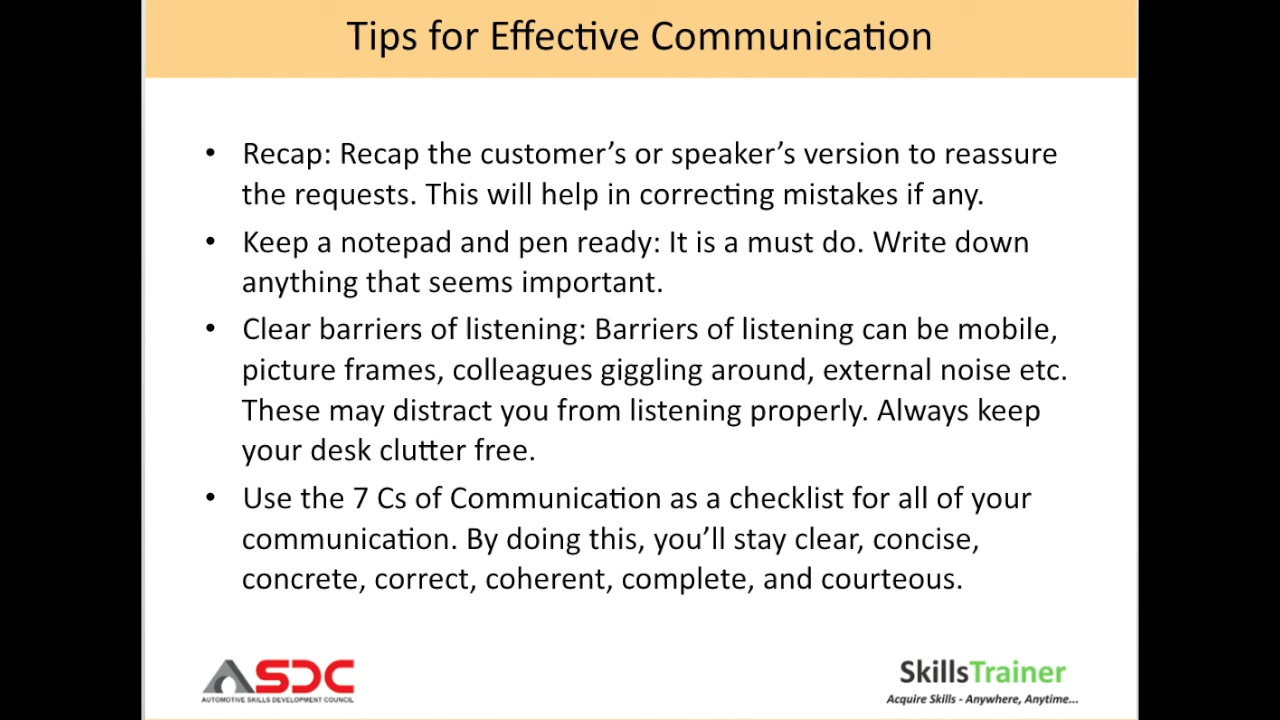 Tips for Effective Communication
• Recap: Recap the customer’s or speaker’s version to reassure
the requests. This will help in correcting mistakes if any.
• Keep a notepad and pen ready: It is a must do. Write down
anything that seems important.
• Clear barriers of listening: Barriers of listening can be mobile,
picture frames, colleagues giggling around, external noise etc.
These may distract you from listening properly. Always keep
your desk clutter free.
• Use the 7 Cs of Communication as a checklist for all of your
communication. By doing this, you’ll stay clear, concise,
concrete, correct, coherent, complete, and courteous.
ASDC
AUTOMOTIVE SKILLS DEVELOPMENT COUNCIL
SkillsTrainer
Acquire Skills - Anywhere, Anytime...